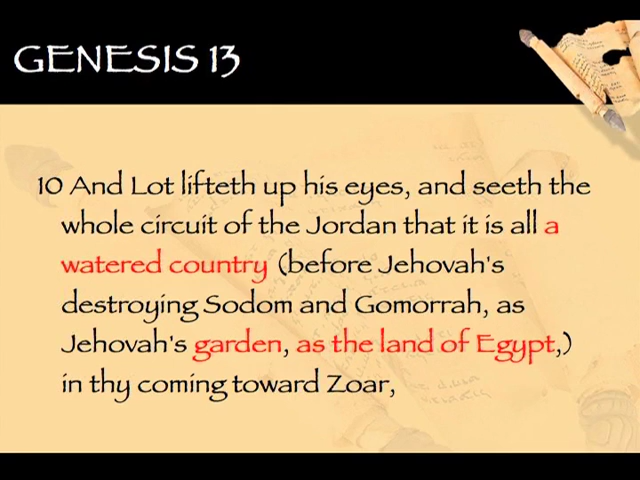 GENESIS 13
10 And Lot lifteth up his eyes, and seeth the
whole circuit of the Jordan that it is all a
watered country (before Jehovah's
destroying Sodom and Gomorrah, as
Jehovah's garden, as the land of Egypt,)
in thy coming toward Zoar,